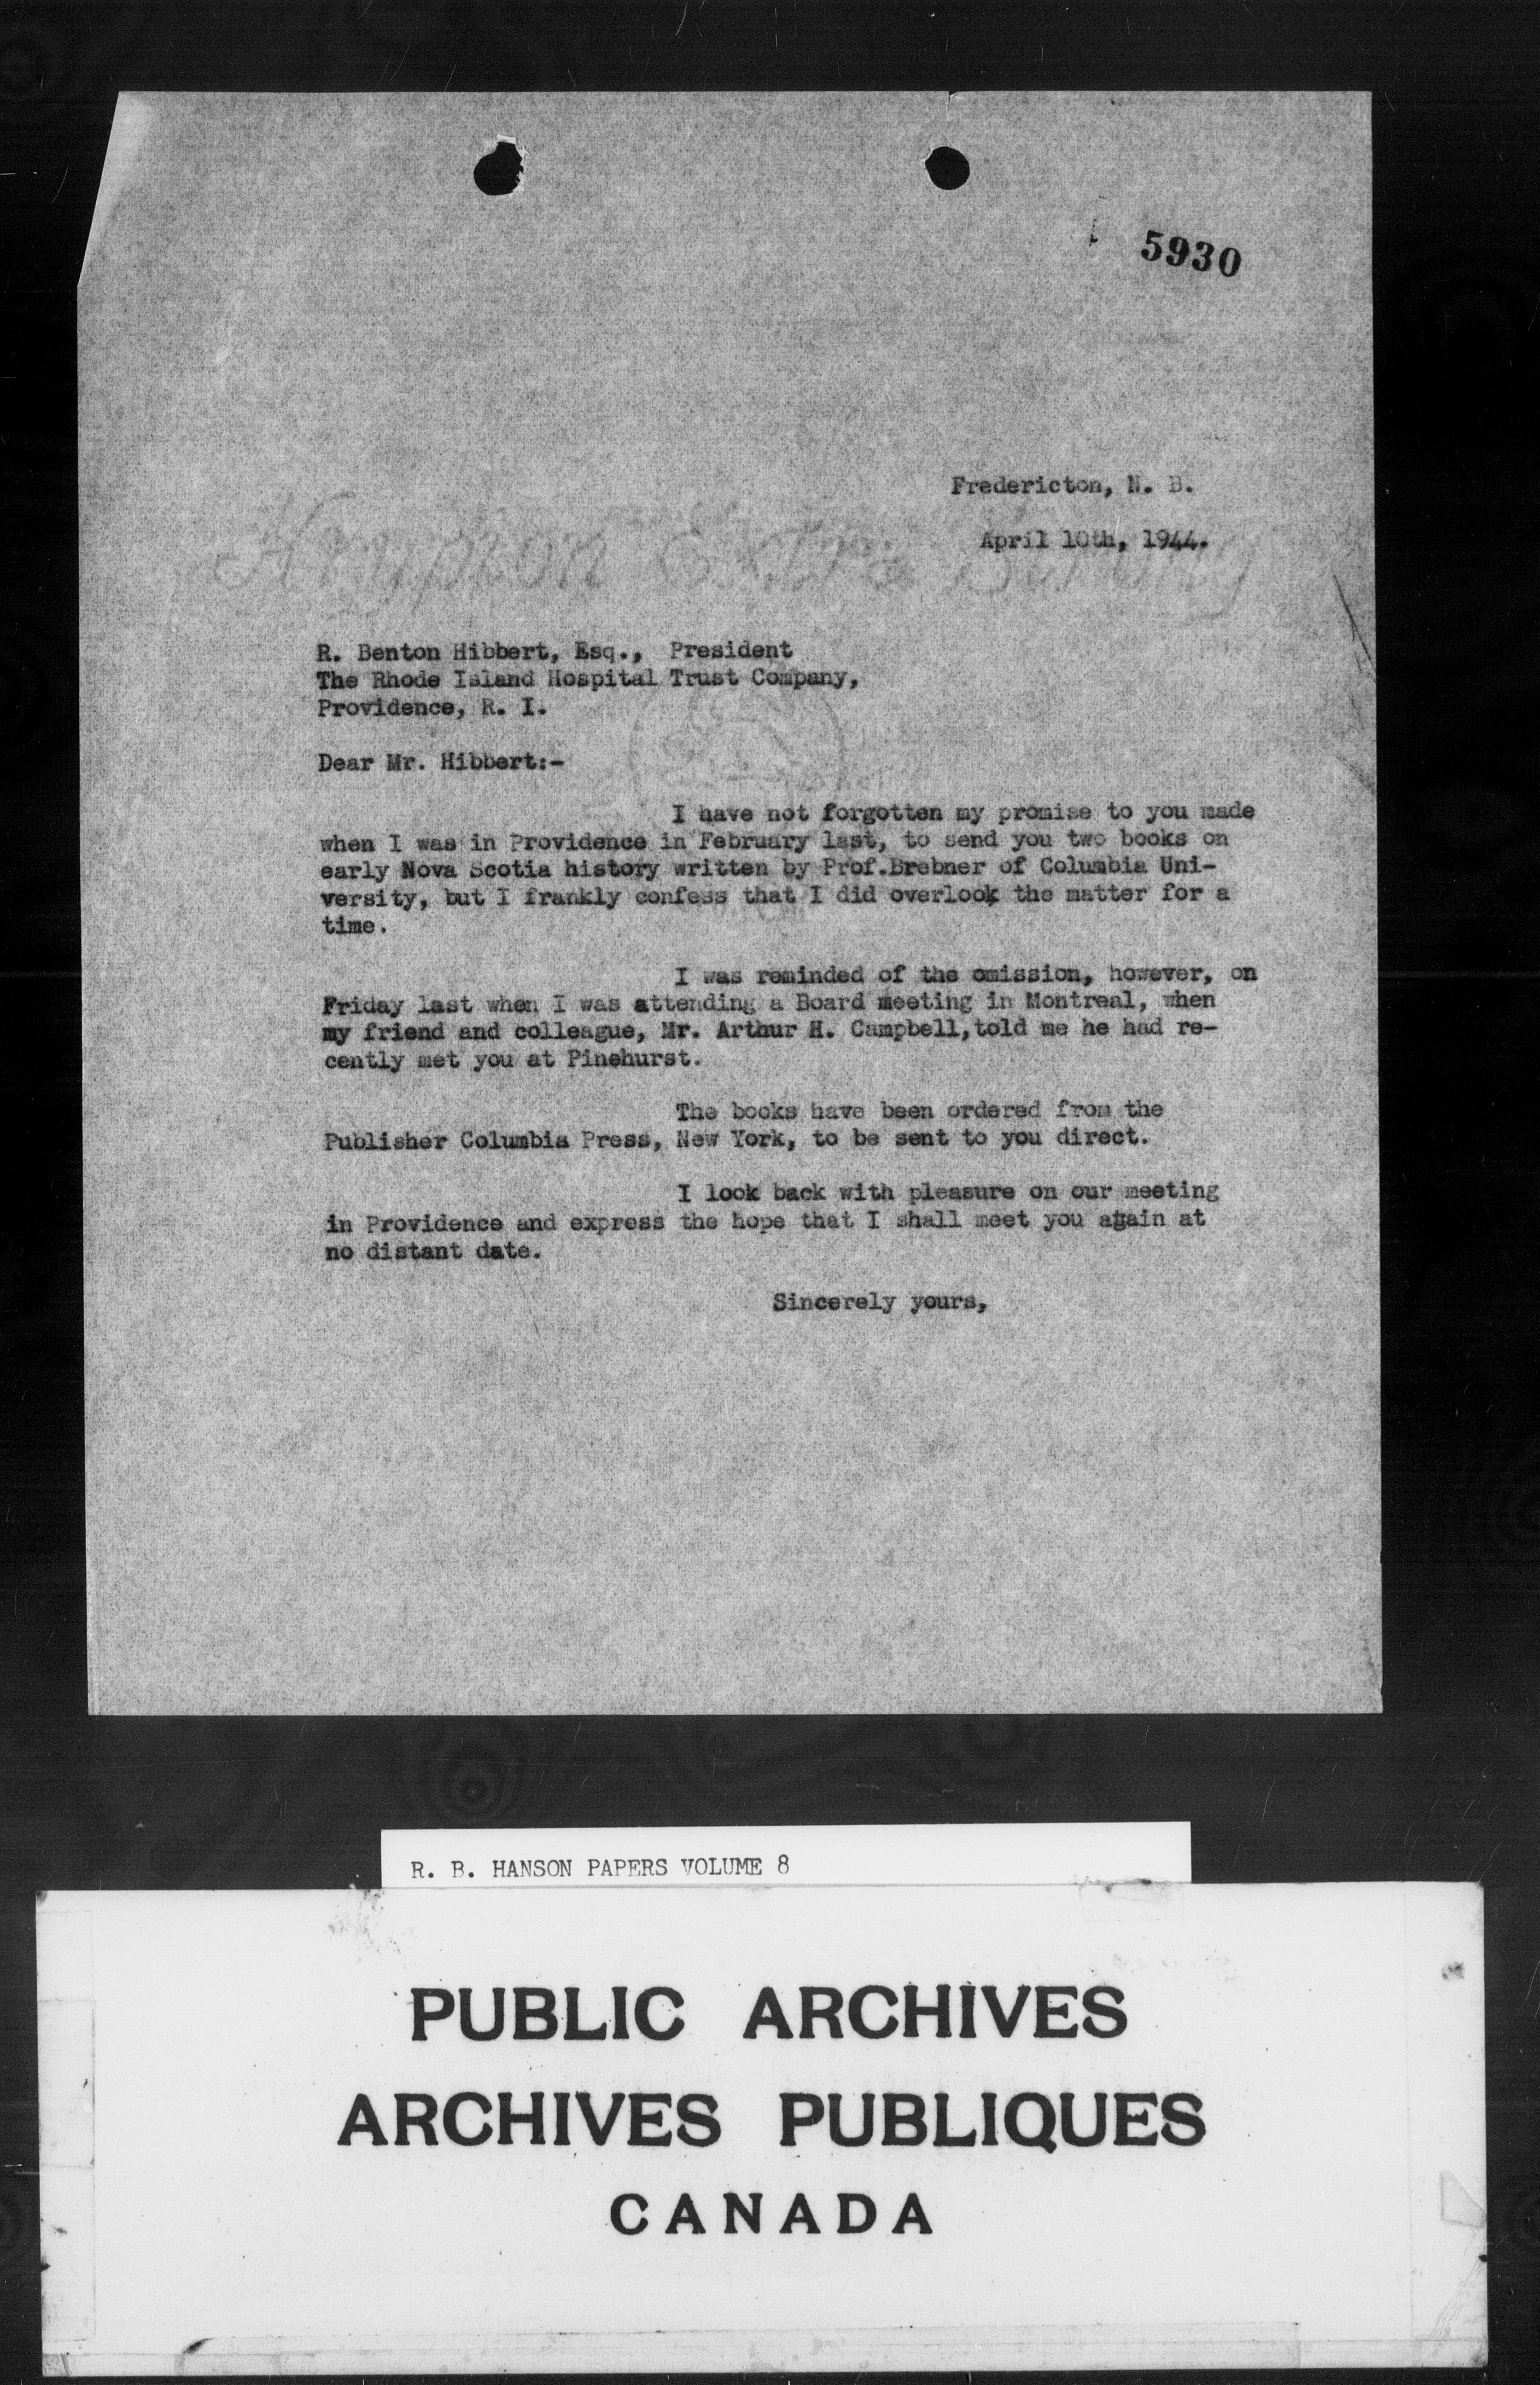 5930
Fredericton, N. B.
April 10th, 1944.
R. Benton Hibbert, Esq., President
The Rhode Island Hospital Trust Company,
Providence, R. I.
Dear Mr. Hibbert:-
I have not forgotten my promise to you made
when I was in Providence in February last, to send you two books on
early Nova Scotia history written by Prof.Brebner of Columbia Uni-
versity, but I frankly confess that I did overlook the matter for a
time.
I was reminded of the omission, however, on
Friday last when I was attending a Board meeting in Montreal, when
my friend and colleague, Mr. Arthur H. Campbell,told me he had re-
cently met you at Pinehurst.
The books have been ordered from the
Publisher Columbia Press, New York, to be sent to you direct.
I look back with pleasure on our meeting
in Providence and express the hope that I shall meet you again at
no distant date.
Sincerely yours,
R. B. HANSON PAPERS VOLUME 8
PUBLIC ARCHIVES
ARCHIVES PUBLIQUES
CANADA